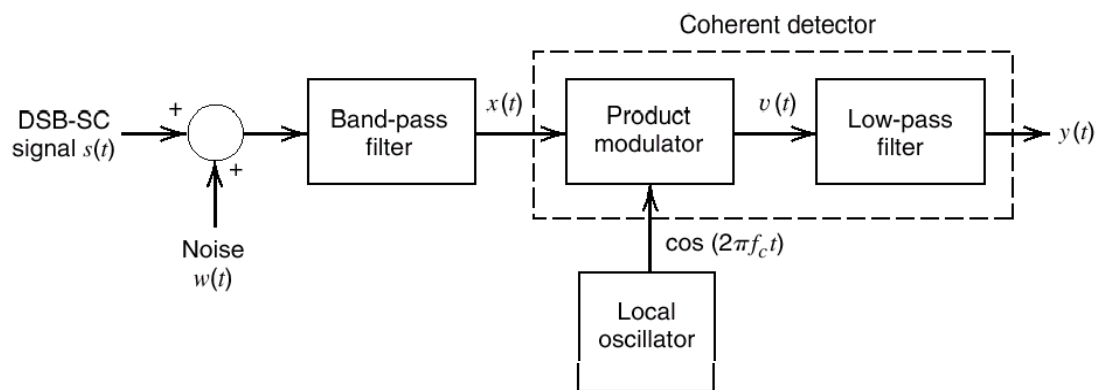 Coherent detector
DSB-SC
signal s(t)
+
+
Noise
w(t)
Band-pass
filter
x(t)
Product
modulator
v(t)
Low-pass
filter
y(t)
cos (2πf_c t)
Local
oscillator